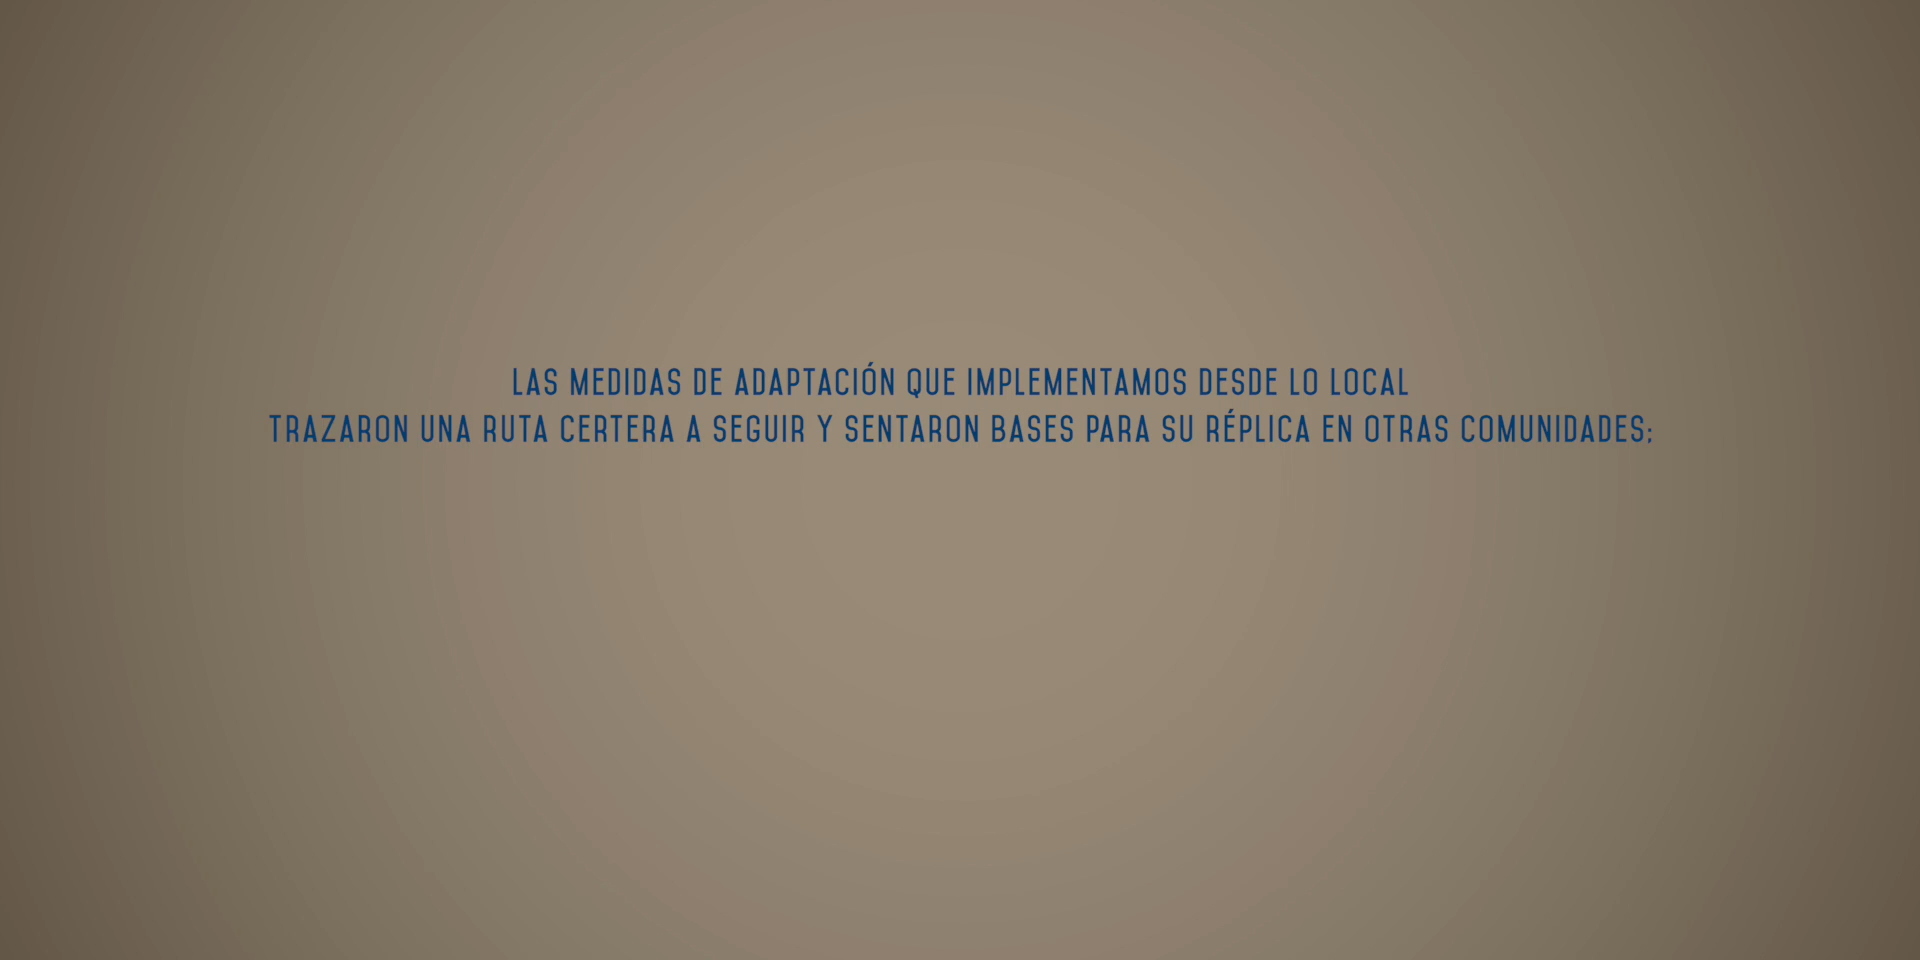 LAS MEDIDAS DE ADAPTACIÓN QUE IMPLEMENTAMOS DESDE LO LOCAL
TRAZARON UNA RUTA CERTERA A SEGUIR Y SENTARON BASES PARA SU RÉPLICA EN OTRAS COMUNIDADES;